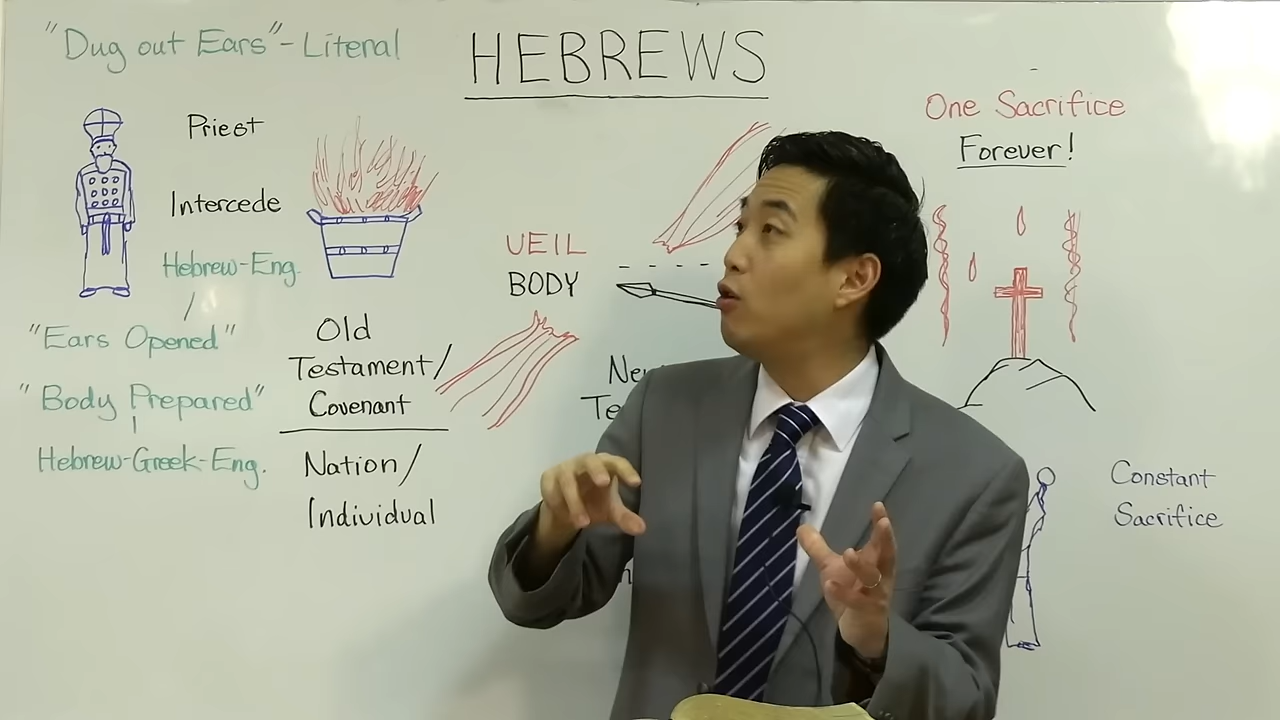 "Dug out Ears" - Literal
HEBREWS
Priest
Intercede
Hebrew-Eng.
"Ears Opened"
"Body Prepared"
Hebrew-Greek-Eng.
Old
Testament/
Covenant
Nation/
Individual
VEIL
BODY
One Sacrifice
Forever!
Constant
Sacrifice